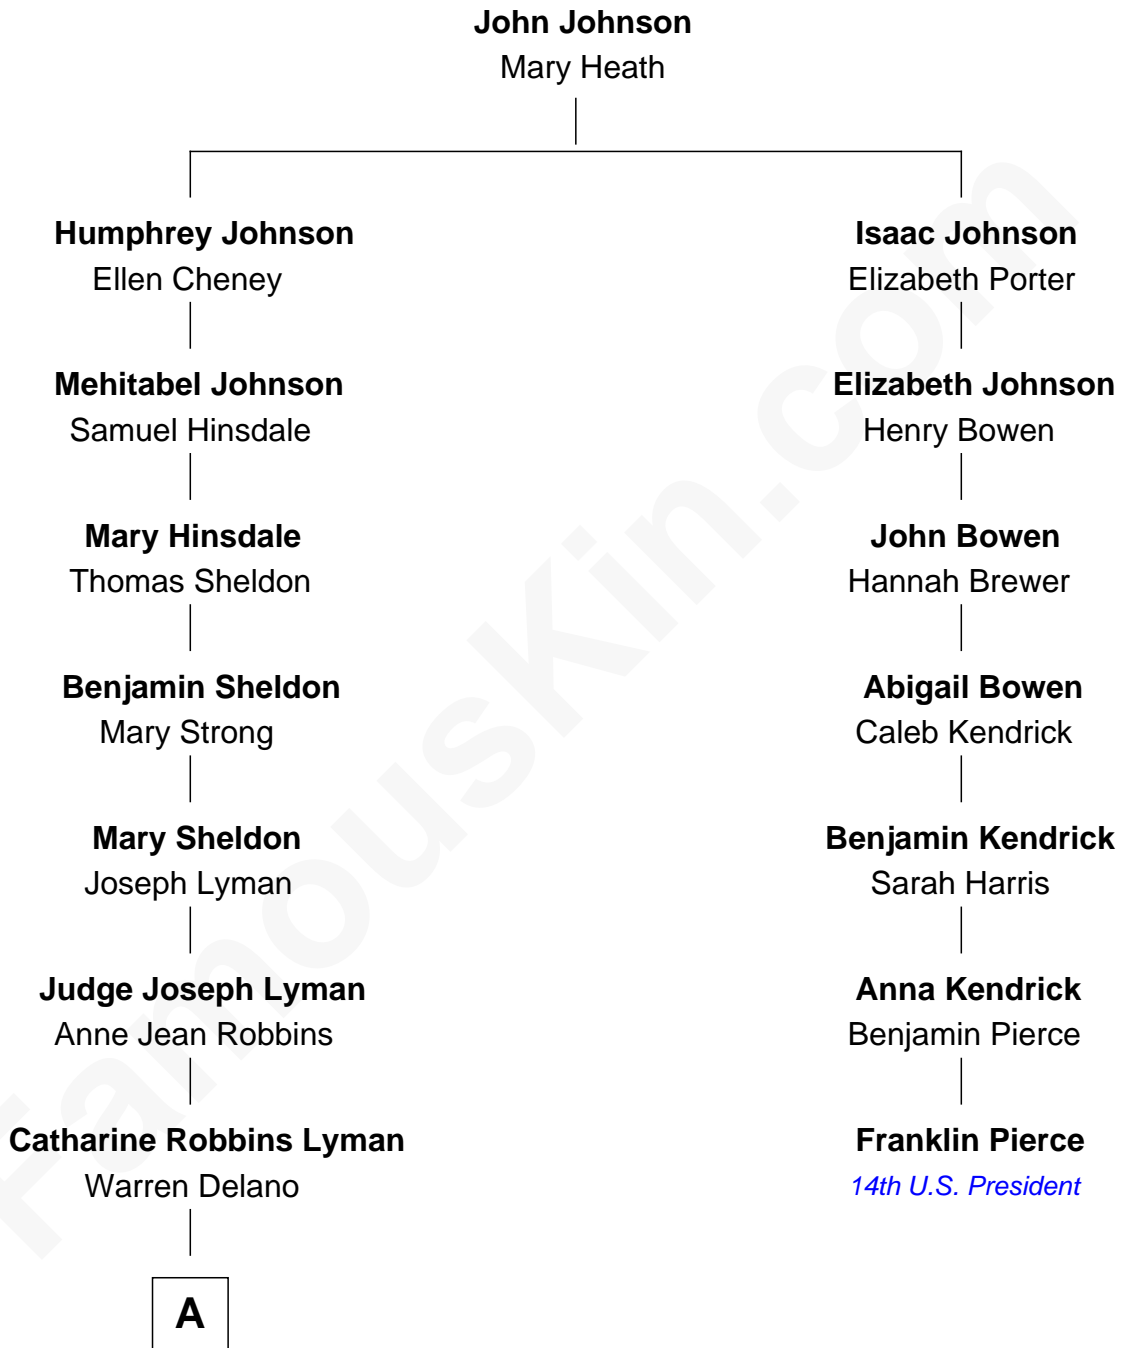 John Johnson
Mary Heath
Humphrey Johnson
Ellen Cheney
Mehitabel Johnson
Samuel Hinsdale
Mary Hinsdale
Thomas Sheldon
Benjamin Sheldon
Mary Strong
Mary Sheldon
Joseph Lyman
Judge Joseph Lyman
Anne Jean Robbins
Catharine Robbins Lyman
Warren Delano
A
Isaac Johnson
Elizabeth Porter
Elizabeth Johnson
Henry Bowen
John Bowen
Hannah Brewer
Abigail Bowen
Caleb Kendrick
Benjamin Kendrick
Sarah Harris
Anna Kendrick
Benjamin Pierce
Franklin Pierce
14th U.S. President
FamousKin.com